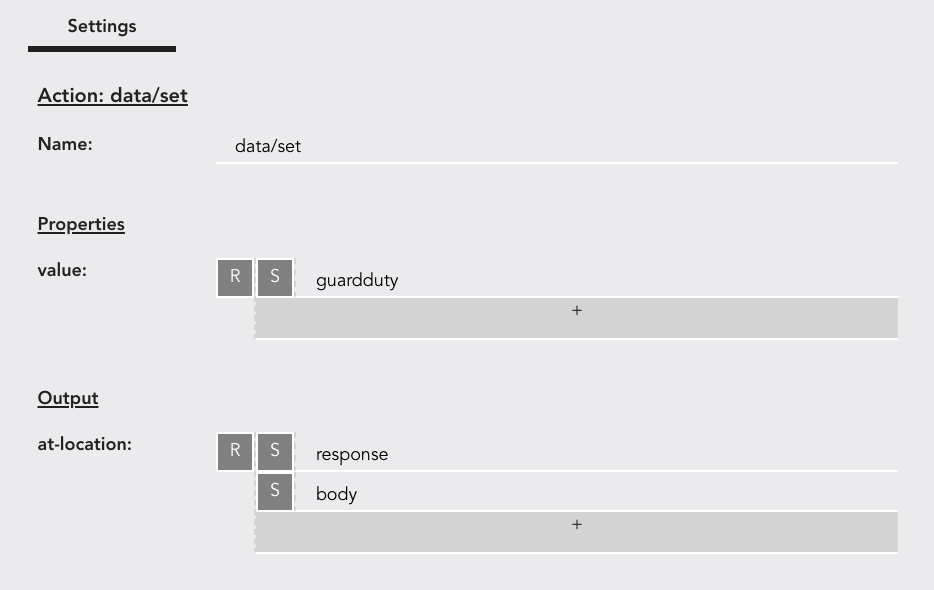 Settings
Action: data/set
Name: data/set
Properties
value: R S guardduty
+
Output
at-location: R S response
S body
+